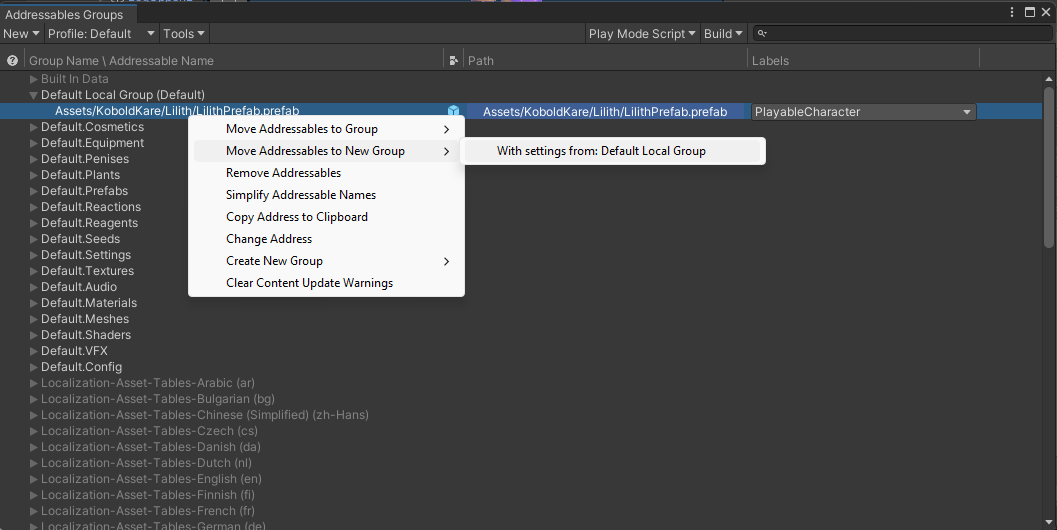 Addressables Groups
New Profile: Default Tools Play Mode Script Build
Group Name \ Addressable Name Path Labels
Built In Data
Default Local Group (Default)
Assets/KoboldKare/Lilith/LilithPrefab.prefab Assets/KoboldKare/Lilith/LilithPrefab.prefab PlayableCharacter
Default.Cosmetics
Default.Equipment
Default.Penises
Default.Plants
Default.Prefabs
Default.Reactions
Default.Reagents
Default.Seeds
Default.Settings
Default.Textures
Default.Audio
Default.Materials
Default.Meshes
Default.Shaders
Default.VFX
Default.Config
Localization-Asset-Tables-Arabic (ar)
Localization-Asset-Tables-Bulgarian (bg)
Localization-Asset-Tables-Chinese (Simplified) (zh-Hans)
Localization-Asset-Tables-Czech (cs)
Localization-Asset-Tables-Danish (da)
Localization-Asset-Tables-Dutch (nl)
Localization-Asset-Tables-English (en)
Localization-Asset-Tables-Finnish (fi)
Localization-Asset-Tables-French (fr)
Localization-Asset-Tables-German (de)
Move Addressables to Group
Move Addressables to New Group
Remove Addressables
Simplify Addressable Names
Copy Address to Clipboard
Change Address
Create New Group
Clear Content Update Warnings
With settings from: Default Local Group